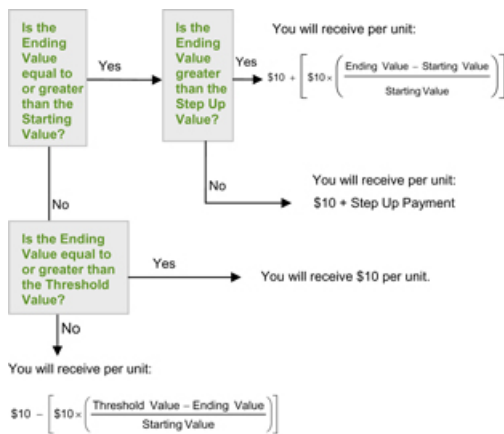 Is the
Ending
Value
equal to
or greater
than the
Starting
Value?
Yes
Is the
Ending
Value
greater
than the
Step Up
Value?
Yes
You will receive per unit:
$10 + [ $10 × ( Ending Value – Starting Value / Starting Value ) ]
No
You will receive per unit:
$10 + Step Up Payment
No
Is the Ending
Value equal to
or greater than
the Threshold
Value?
Yes
You will receive $10 per unit.
No
You will receive per unit:
$10 – [ $10 × ( Threshold Value – Ending Value / Starting Value ) ]